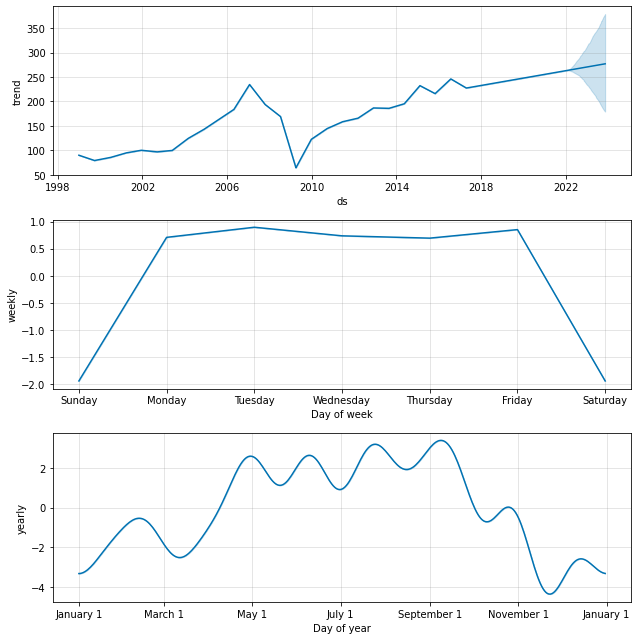 350
300
250
200
150
100
50
trend
1998 2002 2006 2010 2014 2018 2022
ds
1.0
0.5
0.0
−0.5
−1.0
−1.5
−2.0
weekly
Sunday Monday Tuesday Wednesday Thursday Friday Saturday
Day of week
2
0
−2
−4
yearly
January 1 March 1 May 1 July 1 September 1 November 1 January 1
Day of year